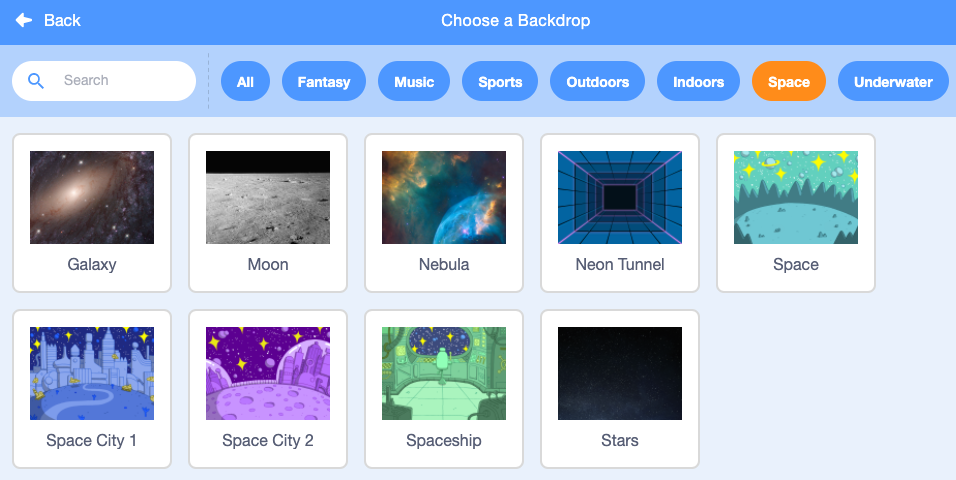 Back
Choose a Backdrop
Search
All
Fantasy
Music
Sports
Outdoors
Indoors
Space
Underwater
Galaxy
Moon
Nebula
Neon Tunnel
Space
Space City 1
Space City 2
Spaceship
Stars